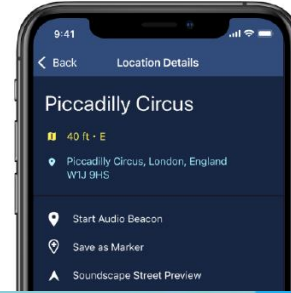 9:41
Back Location Details
Piccadilly Circus
40 ft · E
Piccadilly Circus, London, England
W1J 9HS
Start Audio Beacon
Save as Marker
Soundscape Street Preview